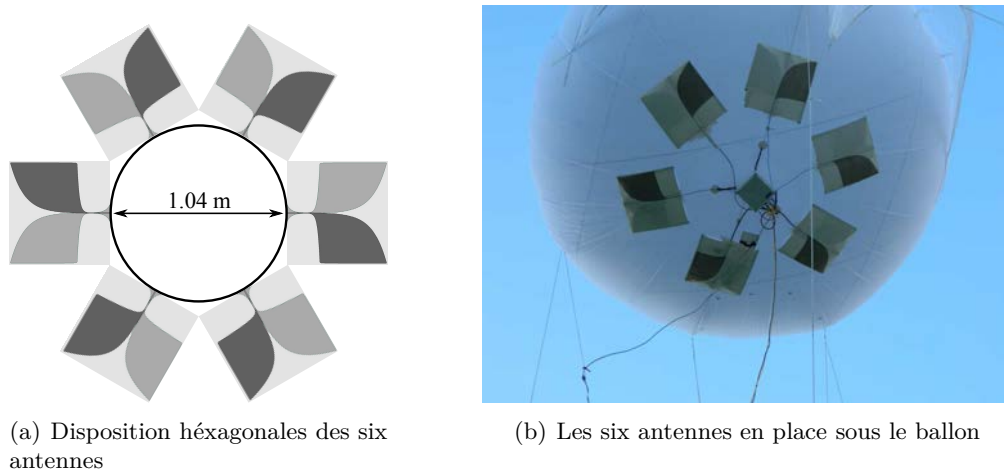 1.04 m
(a) Disposition héxagonales des six
antennes
(b) Les six antennes en place sous le ballon